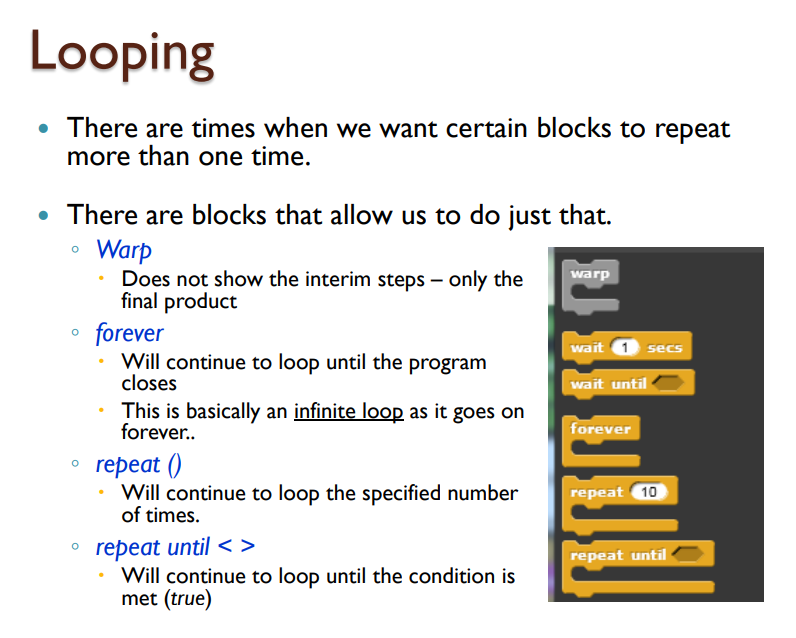 Looping
• There are times when we want certain blocks to repeat
more than one time.
• There are blocks that allow us to do just that.
◦ Warp
• Does not show the interim steps – only the
final product
◦ forever
• Will continue to loop until the program
closes
• This is basically an infinite loop as it goes on
forever..
◦ repeat ()
• Will continue to loop the specified number
of times.
◦ repeat until < >
• Will continue to loop until the condition is
met (true)
warp
wait 1 secs
wait until
forever
repeat 10
repeat until